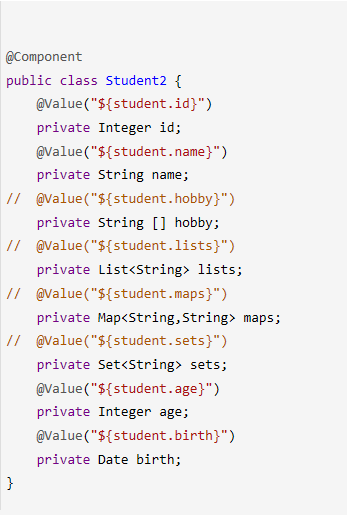 @Component
public class Student2 {
    @Value("${student.id}")
    private Integer id;
    @Value("${student.name}")
    private String name;
//  @Value("${student.hobby}")
    private String [] hobby;
//  @Value("${student.lists}")
    private List<String> lists;
//  @Value("${student.maps}")
    private Map<String,String> maps;
//  @Value("${student.sets}")
    private Set<String> sets;
    @Value("${student.age}")
    private Integer age;
    @Value("${student.birth}")
    private Date birth;
}